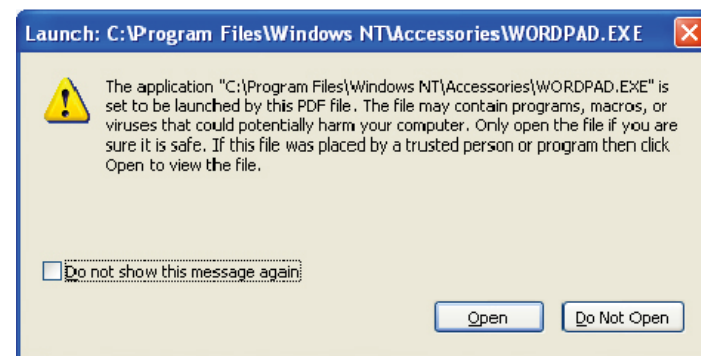 Launch: C:\Program Files\Windows NT\Accessories\WORDPAD.EXE
The application "C:\Program Files\Windows NT\Accessories\WORDPAD.EXE" is
set to be launched by this PDF file. The file may contain programs, macros, or
viruses that could potentially harm your computer. Only open the file if you are
sure it is safe. If this file was placed by a trusted person or program then click
Open to view the file.
Do not show this message again
Open
Do Not Open